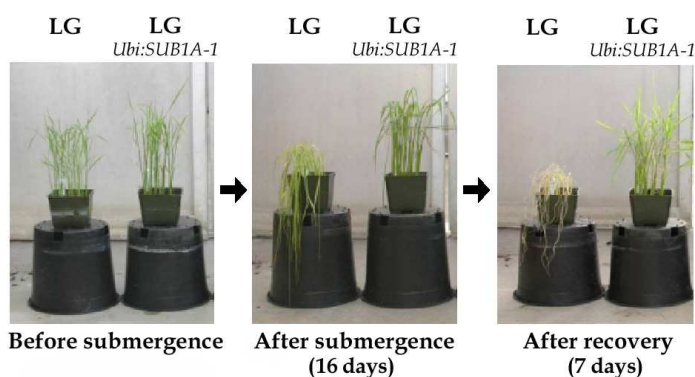 LG
LG
Ubi:SUB1A-1
LG
LG
Ubi:SUB1A-1
LG
LG
Ubi:SUB1A-1
Before submergence
After submergence
(16 days)
After recovery
(7 days)